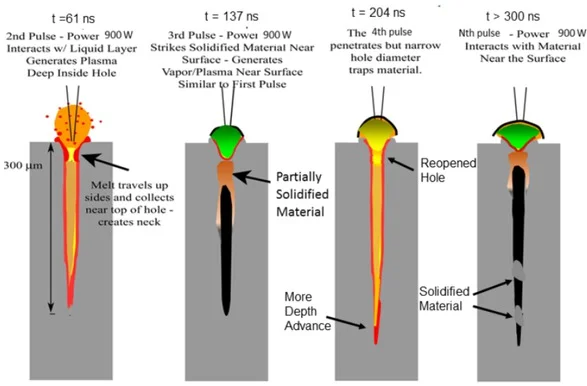 t =61 ns
2nd Pulse - Power 900 W
Interacts w/ Liquid Layer
Generates Plasma
Deep Inside Hole
300 µm
Melt travels up
sides and collects
near top of hole -
creates neck
t = 137 ns
3rd Pulse - Power 900 W
Strikes Solidified Material Near
Surface - Generates
Vapor/Plasma Near Surface
Similar to First Pulse
Partially
Solidified
Material
t = 204 ns
The 4th pulse
penetrates but narrow
hole diameter
traps material.
Reopened
Hole
More
Depth
Advance
t > 300 ns
Nth pulse - Power 900 W
Interacts with Material
Near the Surface
Solidified
Material